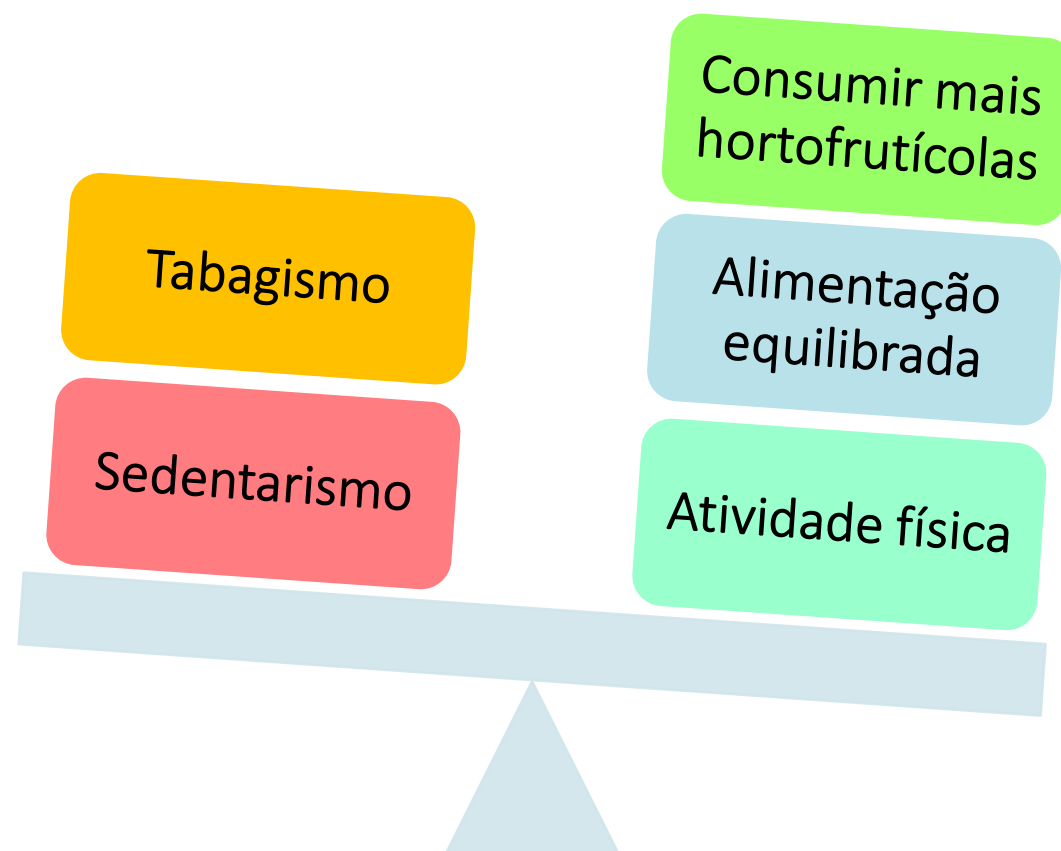 Tabagismo
Sedentarismo
Consumir mais
hortofrutícolas
Alimentação
equilibrada
Atividade física